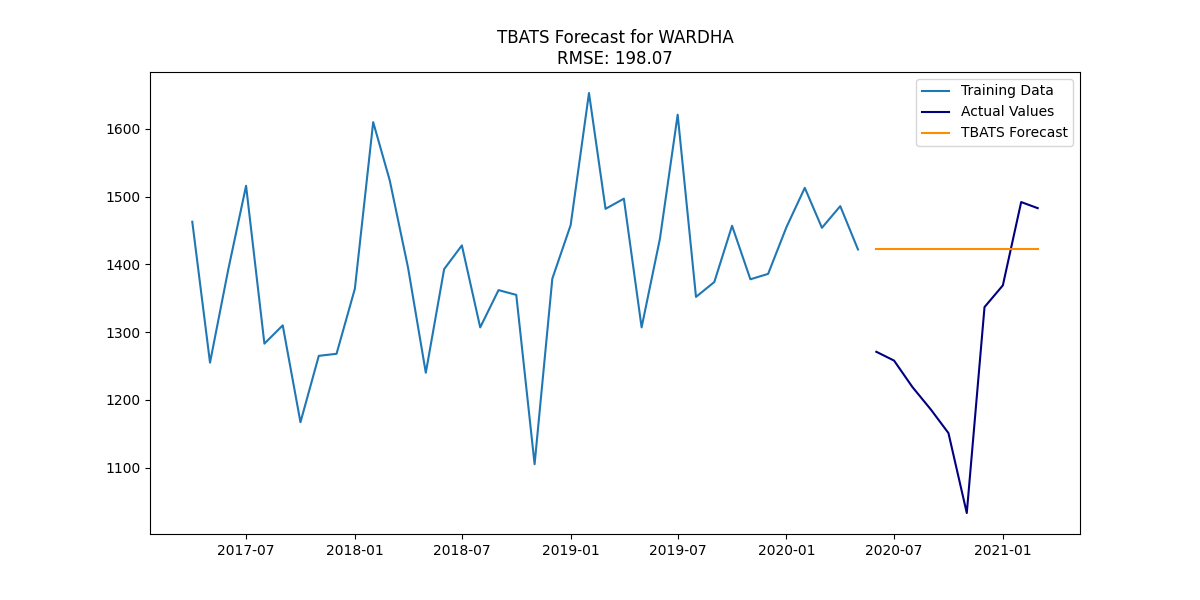 TBATS Forecast for WARDHA
RMSE: 198.07
Training Data
Actual Values
TBATS Forecast
1600
1500
1400
1300
1200
1100
2017-07 2018-01 2018-07 2019-01 2019-07 2020-01 2020-07 2021-01